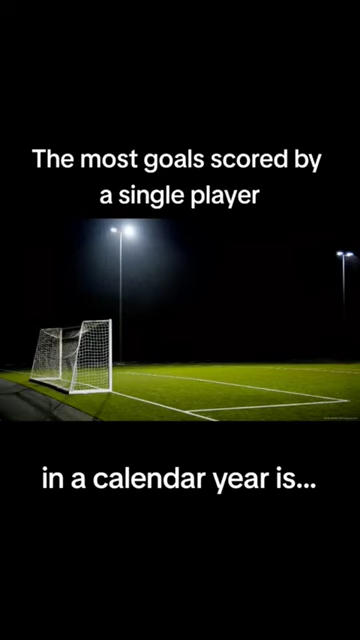 The most goals scored by
a single player
in a calendar year is...